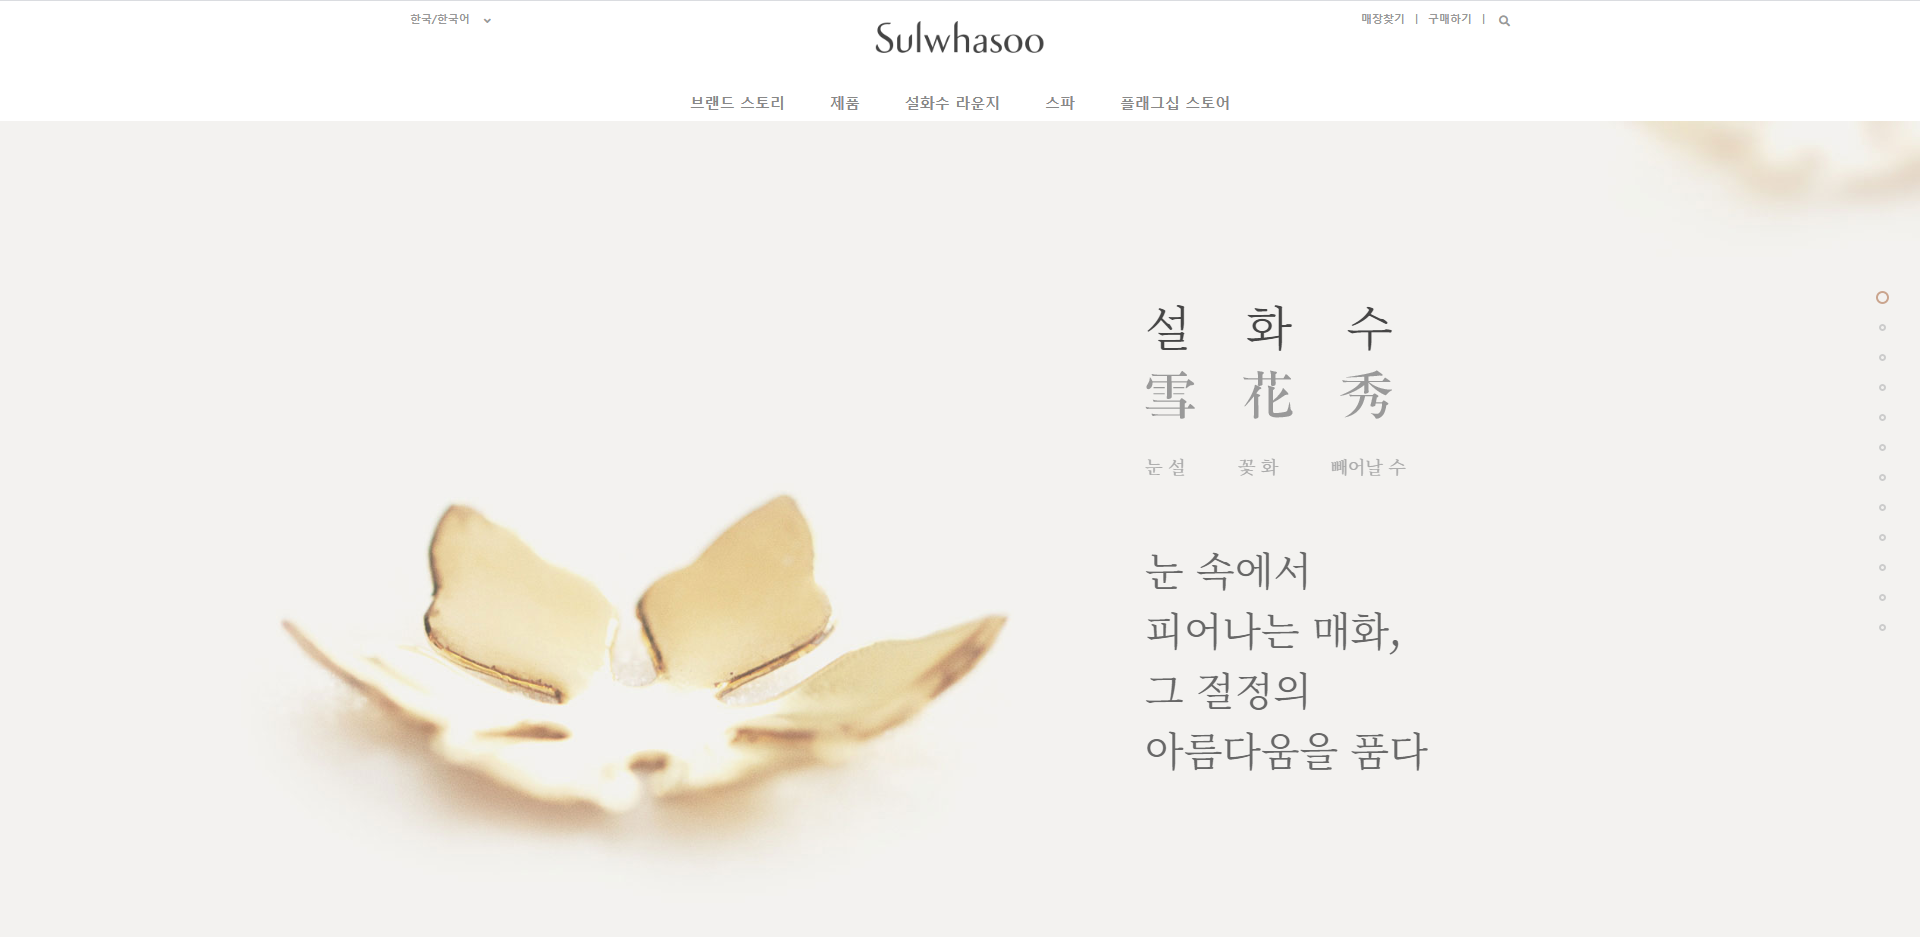 한국/한국어
Sulwhasoo
매장찾기 | 구매하기 |
브랜드 스토리 제품 설화수 라운지 스파 플래그십 스토어
설 화 수
雪 花 秀
눈 설 꽃 화 빼어날 수
눈 속에서
피어나는 매화,
그 절정의
아름다움을 품다